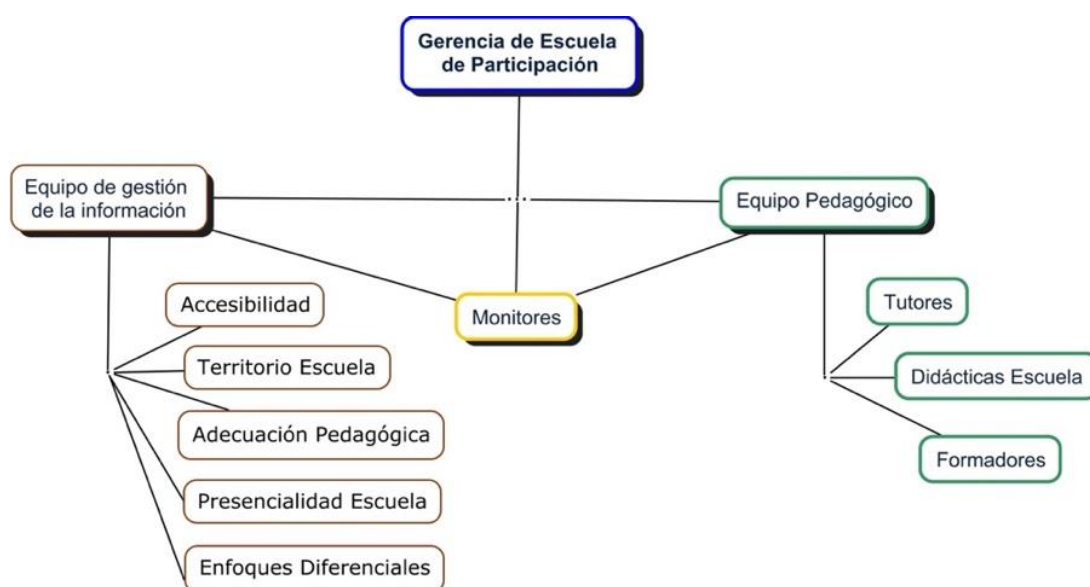 Gerencia de Escuela
de Participación
Equipo de gestión
de la información
Equipo Pedagógico
Accesibilidad
Monitores
Tutores
Territorio Escuela
Didácticas Escuela
Adecuación Pedagógica
Formadores
Presencialidad Escuela
Enfoques Diferenciales